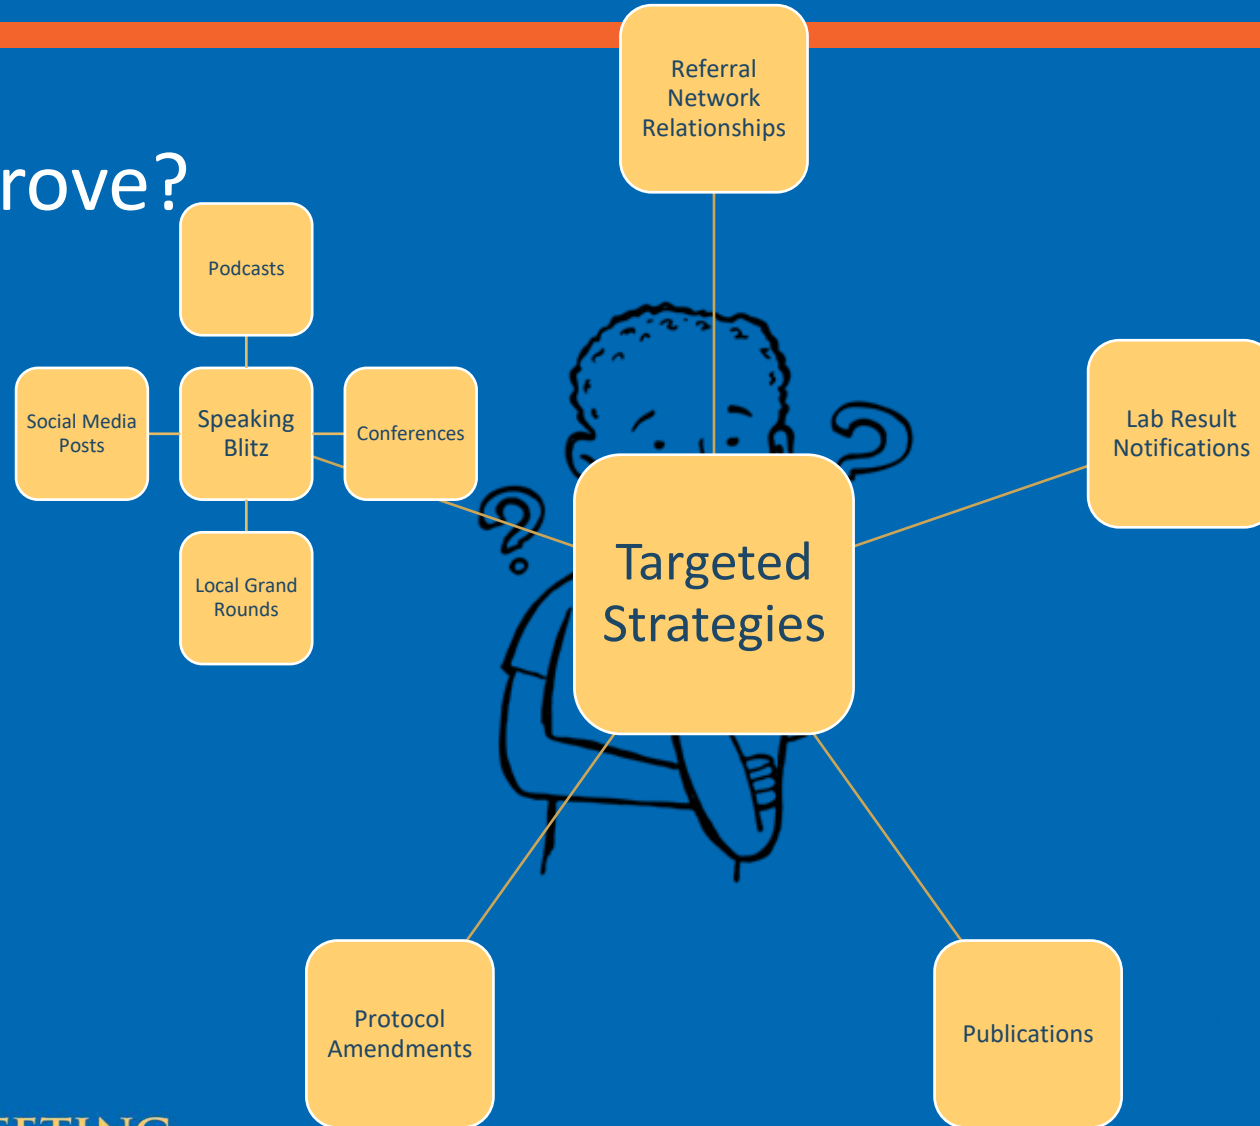 rove?
Referral
Network
Relationships
Podcasts
Social Media
Posts
Speaking
Blitz
Conferences
Local Grand
Rounds
Targeted
Strategies
Lab Result
Notifications
Protocol
Amendments
Publications